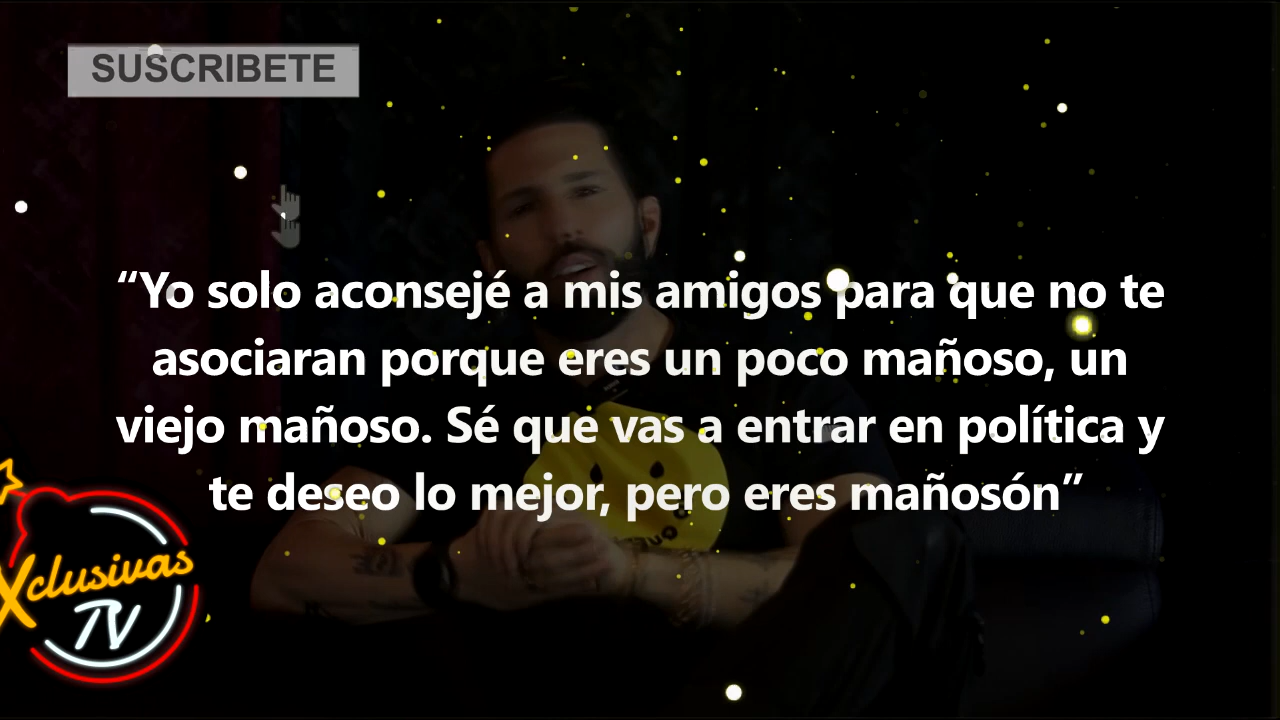 SUSCRIBETE
“Yo solo aconsejé a mis amigos para que no te
asociaran porque eres un poco mañoso, un
viejo mañoso. Sé que vas a entrar en política y
te deseo lo mejor, pero eres mañosón”
Xclusivas
TV